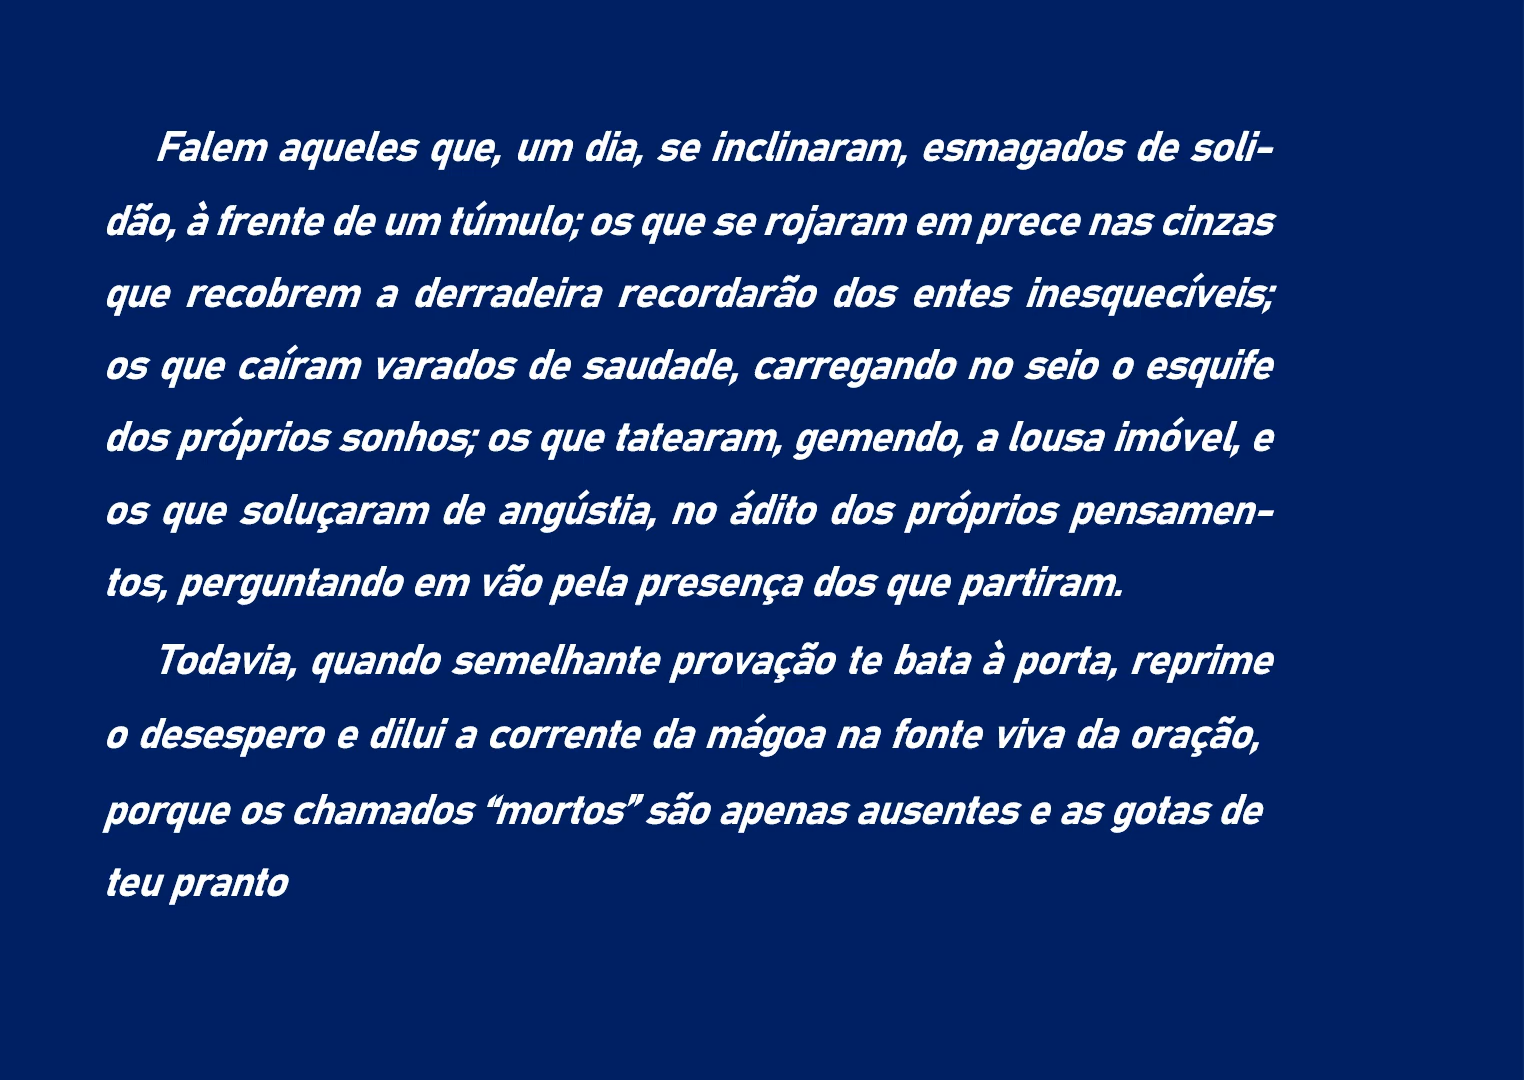 Falem aqueles que, um dia, se inclinaram, esmagados de soli-
dão, à frente de um túmulo; os que se rojaram em prece nas cinzas
que recobrem a derradeira recordarão dos entes inesquecíveis;
os que caíram varados de saudade, carregando no seio o esquife
dos próprios sonhos; os que tatearam, gemendo, a lousa imóvel, e
os que soluçaram de angústia, no ádito dos próprios pensamen-
tos, perguntando em vão pela presença dos que partiram.
Todavia, quando semelhante provação te bata à porta, reprime
o desespero e dilui a corrente da mágoa na fonte viva da oração,
porque os chamados “mortos” são apenas ausentes e as gotas de
teu pranto